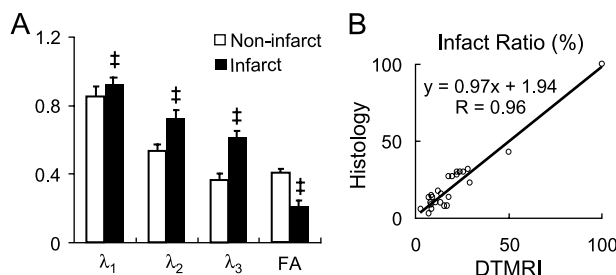 A
1.2
0.8
0.4
0
Non-infarct
Infarct
‡
‡
‡
‡
λ1 λ2 λ3 FA
B
Infact Ratio (%)
100
50
0
y = 0.97x + 1.94
R = 0.96
Histology
0 50 100
DTMRI